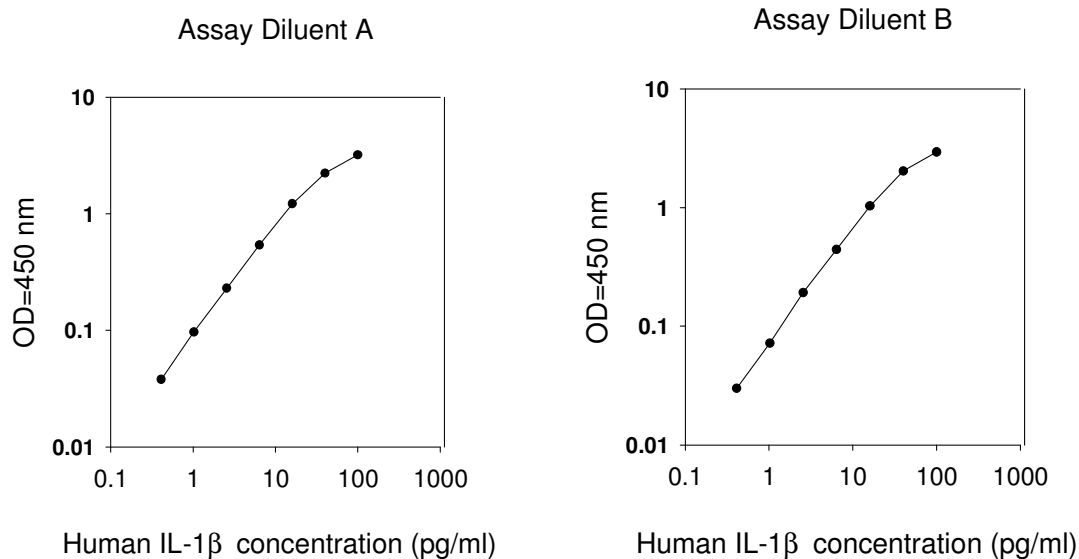 Assay Diluent A
10
1
0.1
0.01
OD=450 nm
0.1 1 10 100 1000
Human IL-1β concentration (pg/ml)
Assay Diluent B
10
1
0.1
0.01
OD=450 nm
0.1 1 10 100 1000
Human IL-1β concentration (pg/ml)